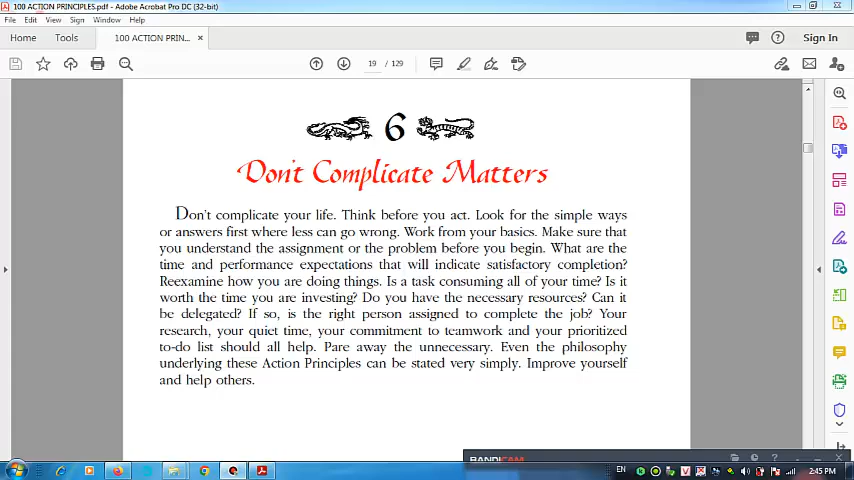 100 ACTION PRINCIPLES.pdf - Adobe Acrobat Pro DC (32-bit)
File Edit View Sign Window Help
Home Tools 100 ACTION PRIN... × Sign In
19 / 129
6
Don't Complicate Matters
Don't complicate your life. Think before you act. Look for the simple ways
or answers first where less can go wrong. Work from your basics. Make sure that
you understand the assignment or the problem before you begin. What are the
time and performance expectations that will indicate satisfactory completion?
Reexamine how you are doing things. Is a task consuming all of your time? Is it
worth the time you are investing? Do you have the necessary resources? Can it
be delegated? If so, is the right person assigned to complete the job? Your
research, your quiet time, your commitment to teamwork and your prioritized
to-do list should all help. Pare away the unnecessary. Even the philosophy
underlying these Action Principles can be stated very simply. Improve yourself
and help others.
BANDICAM
EN 2:45 PM